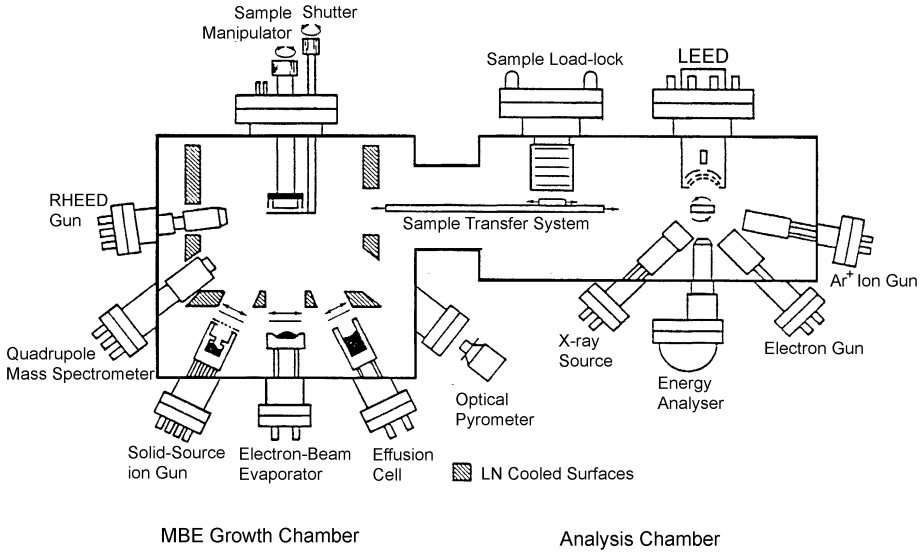 Sample Shutter
Manipulator
Sample Load-lock
LEED
RHEED
Gun
Sample Transfer System
Ar+ Ion Gun
Quadrupole
Mass Spectrometer
X-ray
Source
Electron Gun
Energy
Analyser
Optical
Pyrometer
Solid-Source
ion Gun
Electron-Beam
Evaporator
Effusion
Cell
LN Cooled Surfaces
MBE Growth Chamber
Analysis Chamber